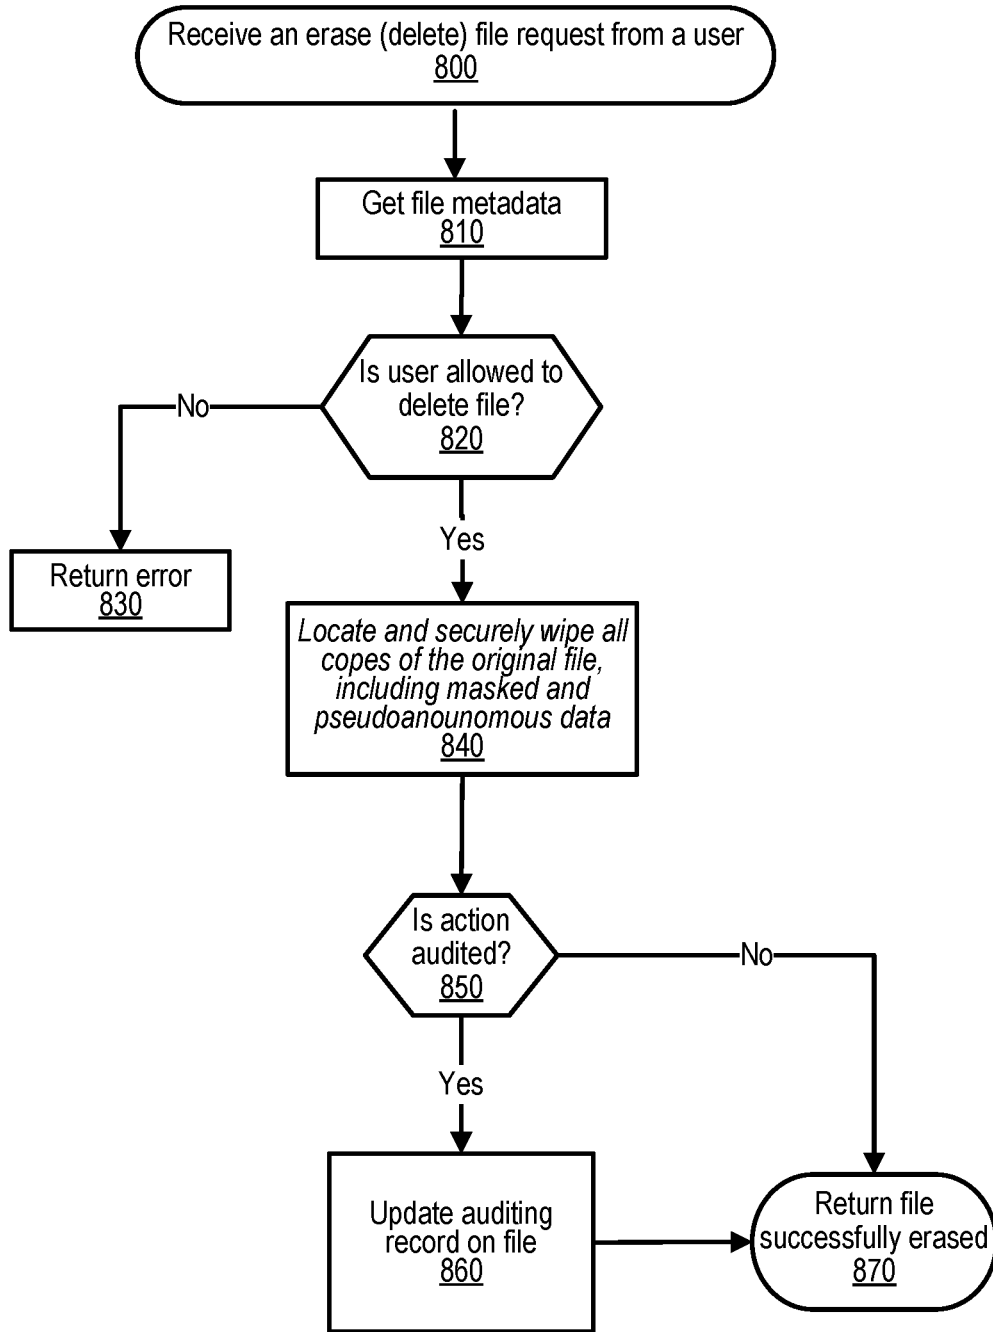 Receive an erase (delete) file request from a user
800
Get file metadata
810
Is user allowed to
delete file?
820
No
Yes
Return error
830
Locate and securely wipe all
copes of the original file,
including masked and
pseudoanounomous data
840
Is action
audited?
850
No
Yes
Update auditing
record on file
860
Return file
successfully erased
870